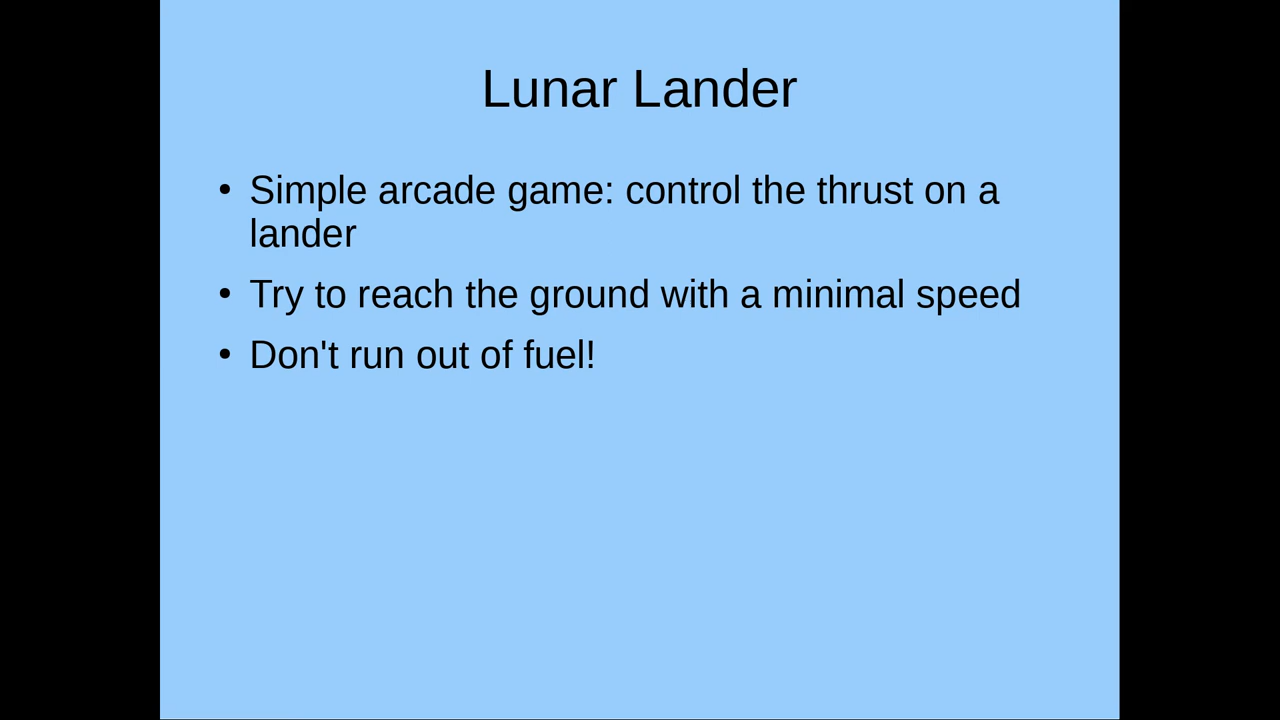 Lunar Lander
• Simple arcade game: control the thrust on a
lander
• Try to reach the ground with a minimal speed
• Don't run out of fuel!